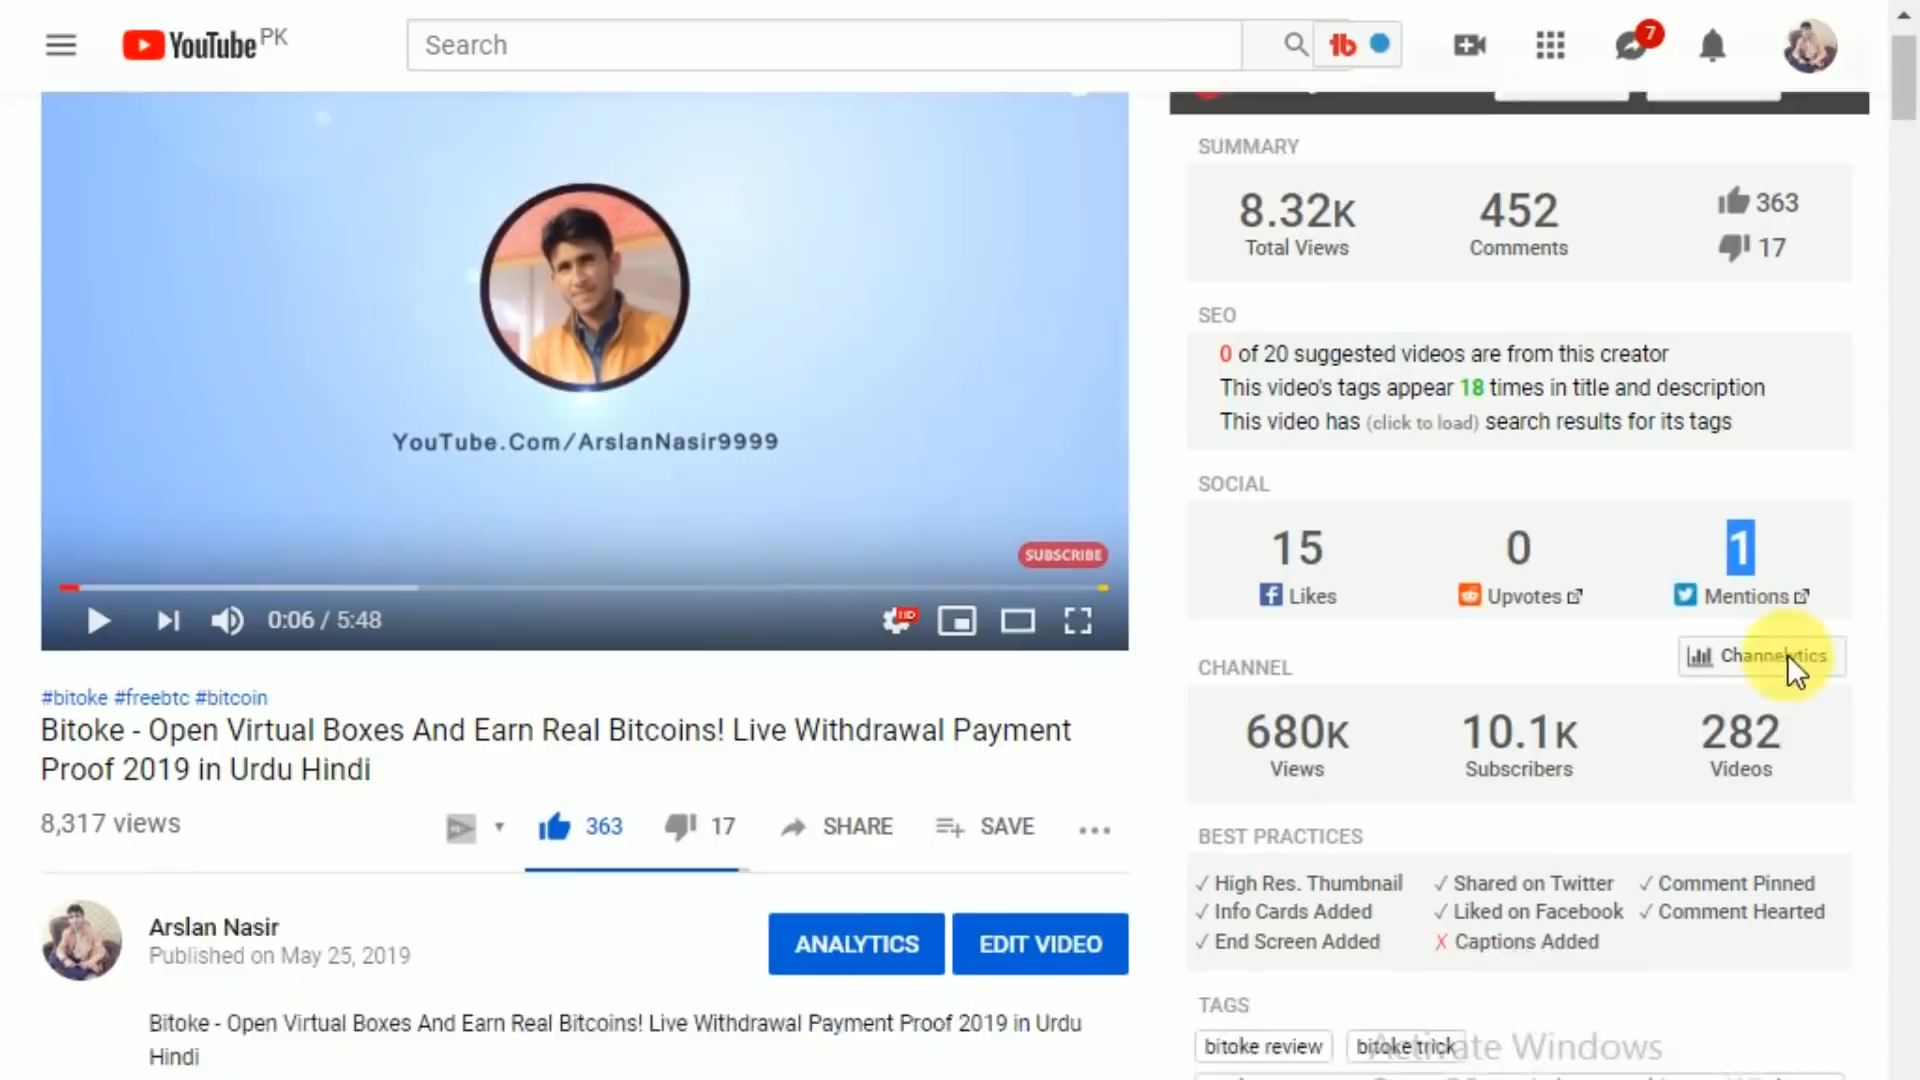 YouTube PK
Search
7
YouTube.Com/ArslanNasir9999
SUBSCRIBE
0:06 / 5:48
HD
#bitoke #freebtc #bitcoin
Bitoke - Open Virtual Boxes And Earn Real Bitcoins! Live Withdrawal Payment
Proof 2019 in Urdu Hindi
8,317 views
363
17
SHARE
SAVE
Arslan Nasir
Published on May 25, 2019
ANALYTICS
EDIT VIDEO
Bitoke - Open Virtual Boxes And Earn Real Bitcoins! Live Withdrawal Payment Proof 2019 in Urdu
Hindi
SUMMARY
8.32K
Total Views
452
Comments
363
17
SEO
0 of 20 suggested videos are from this creator
This video's tags appear 18 times in title and description
This video has (click to load) search results for its tags
SOCIAL
15
Likes
0
Upvotes
1
Mentions
CHANNEL
Channelytics
680K
Views
10.1K
Subscribers
282
Videos
BEST PRACTICES
✓ High Res. Thumbnail ✓ Shared on Twitter ✓ Comment Pinned
✓ Info Cards Added ✓ Liked on Facebook ✓ Comment Hearted
✓ End Screen Added ✗ Captions Added
TAGS
bitoke review
bitoke trick
Activate Windows